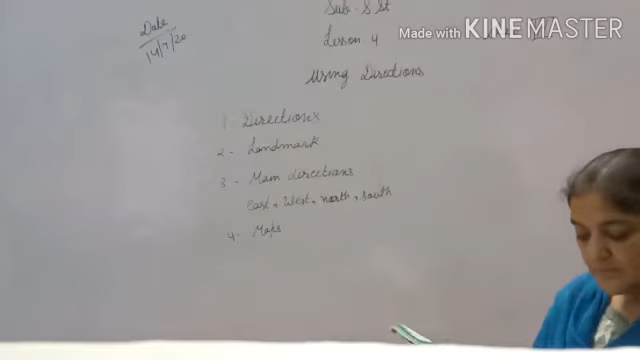 Date
14/7/20
Sub- S St
Made with KINEMASTER
Lesson 4
Using Directions
1 Directions
2- Landmark
3- Main directions
East, West, north, South
4- Maps